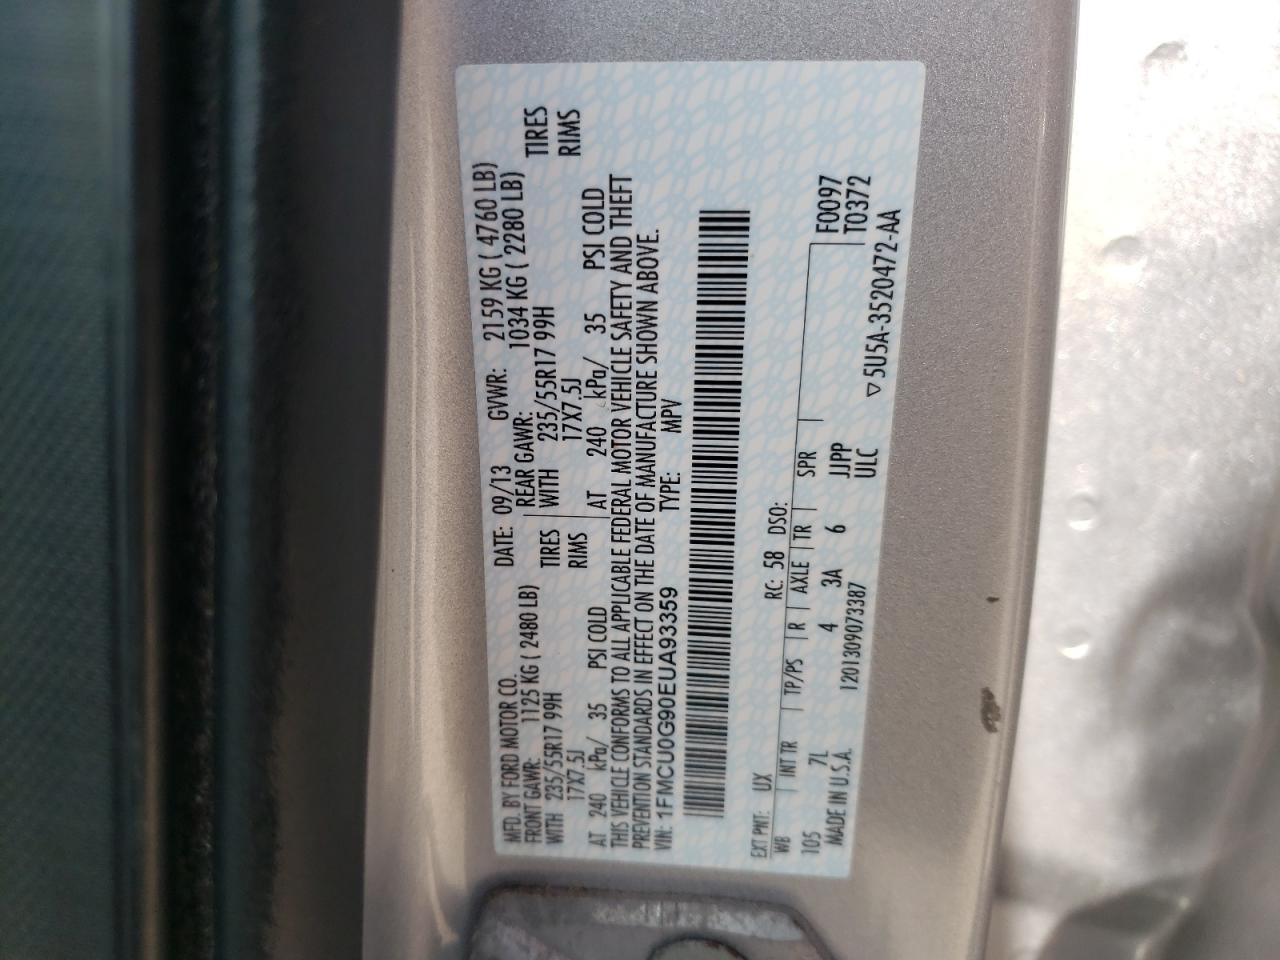 MFD. BY FORD MOTOR CO. DATE: 09/13 GVWR: 2159 KG ( 4760 LB)
FRONT GAWR: 1125 KG ( 2480 LB) REAR GAWR: 1034 KG ( 2280 LB)
WITH 235/55R17 99H TIRES WITH 235/55R17 99H TIRES
17X7.5J RIMS 17X7.5J RIMS
AT 240 kPa/ 35 PSI COLD AT 240 kPa/ 35 PSI COLD
THIS VEHICLE CONFORMS TO ALL APPLICABLE FEDERAL MOTOR VEHICLE SAFETY AND THEFT
PREVENTION STANDARDS IN EFFECT ON THE DATE OF MANUFACTURE SHOWN ABOVE.
VIN: 1FMCU0G90EUA93359 TYPE: MPV
EXT PNT: UX RC: 58 DSO:
WB INT TR TP/PS R AXLE TR SPR F0097
105 7L 4 3A 6 JJPP T0372
MADE IN U.S.A. 1201309073387 ULC
▽5U5A-3520472-AA